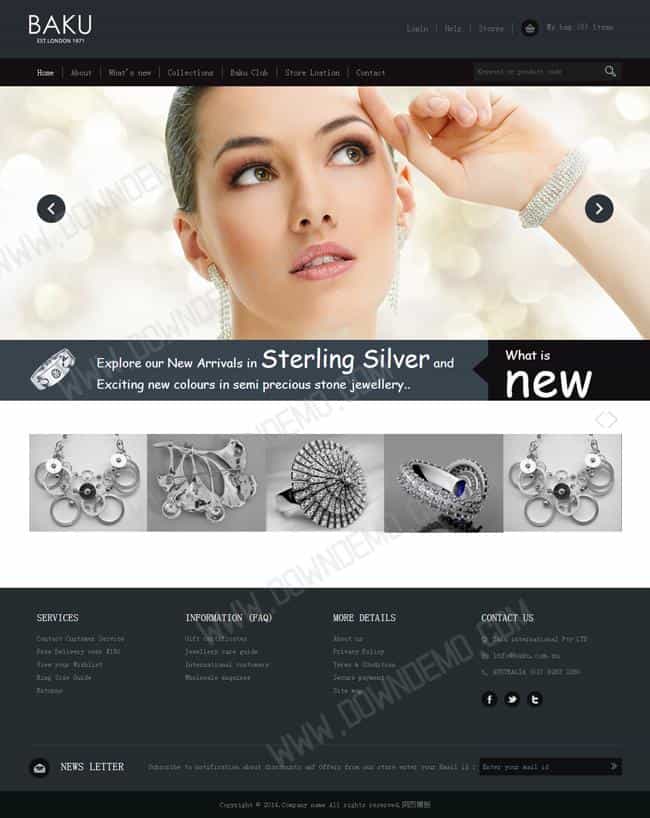 BAKU
EST.LONDON 1971
Login | Help | Stores | My bag (0) items
Home | About | What's new | Collections | Baku Club | Store Loation | Contact
Keyword or product code
Explore our New Arrivals in Sterling Silver and
Exciting new colours in semi precious stone jewellery..
What is
new
SERVICES
Contact Customer Service
Free Delivery over $150
View your Wishlist
Ring Size Guide
Returns
INFORMATION (FAQ)
Gift Certificates
Jewellery care guide
International customers
Wholesale enquires
MORE DETAILS
About us
Privacy Policy
Terms & Condition
Secure payment
Site map
CONTACT US
international Pty LTD
info@baku.com.au
AUSTRALIA
NEWS LETTER
Subscribe to notification about discounts and Offers from our store enter your Email id :
Enter your mail id
Copyright © 2014.Company name All rights reserved.网页模板
WWW.DOWNDEMO.COM